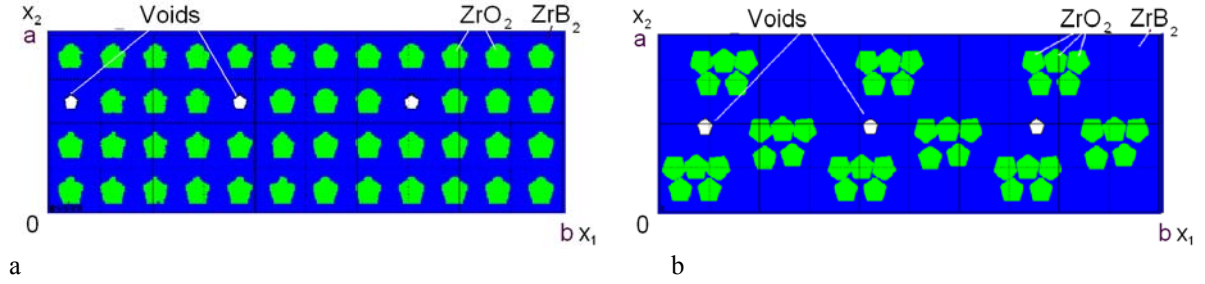 x₂ Voids ZrO₂ ZrB₂
a
0 b x₁
a
x₂ Voids ZrO₂ ZrB₂
a
0 b x₁
b